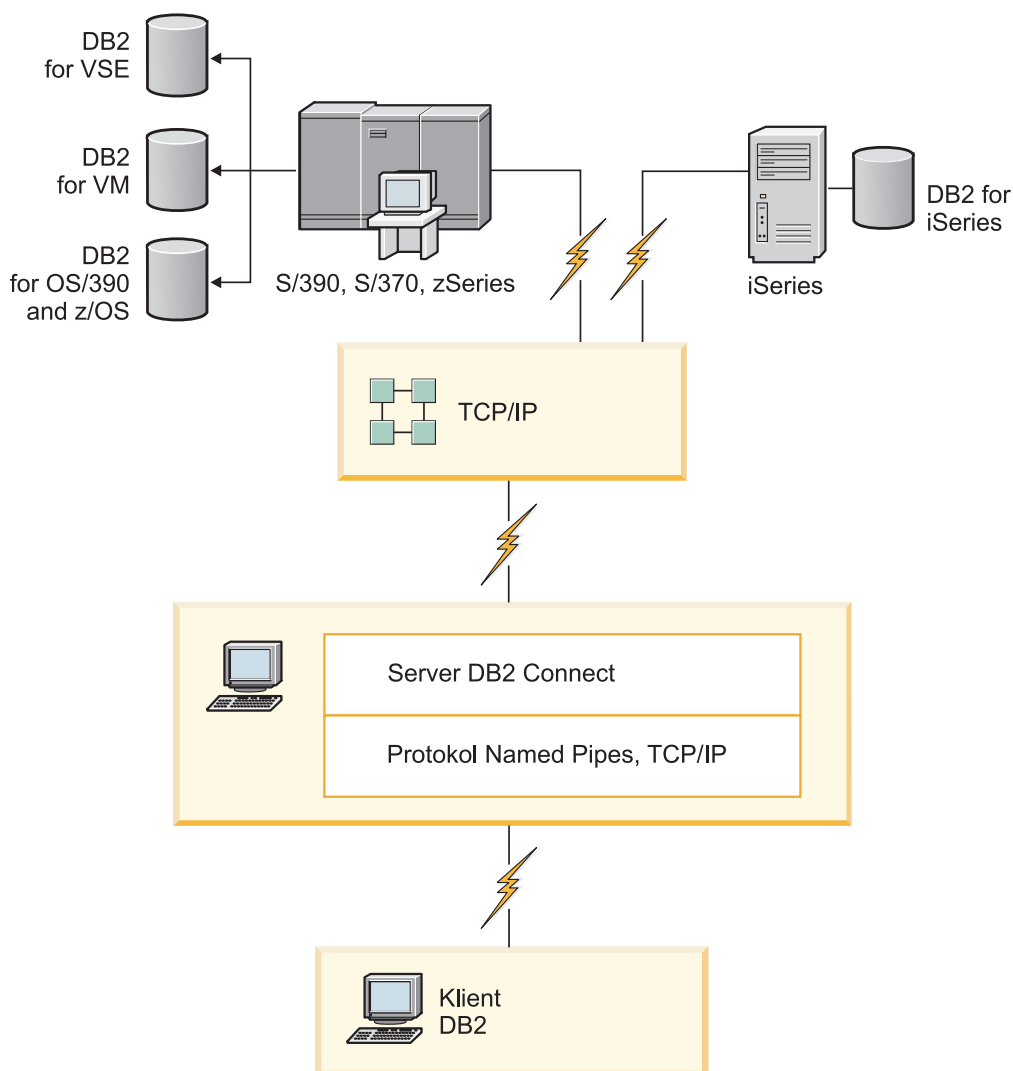 DB2
for VSE
DB2
for VM
DB2
for OS/390
and z/OS
S/390, S/370, zSeries
iSeries
DB2 for
iSeries
TCP/IP
Server DB2 Connect
Protokol Named Pipes, TCP/IP
Klient
DB2